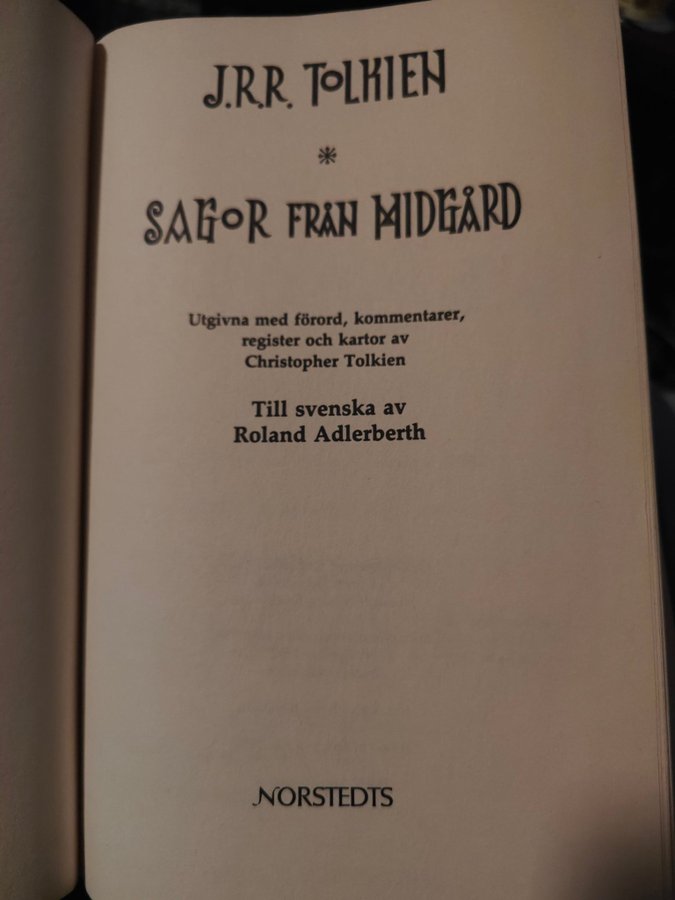 J.R.R. TOLKIEN
*
SAGOR FRÅN MIDGÅRD
Utgivna med förord, kommentarer,
register och kartor av
Christopher Tolkien
Till svenska av
Roland Adlerberth
NORSTEDTS